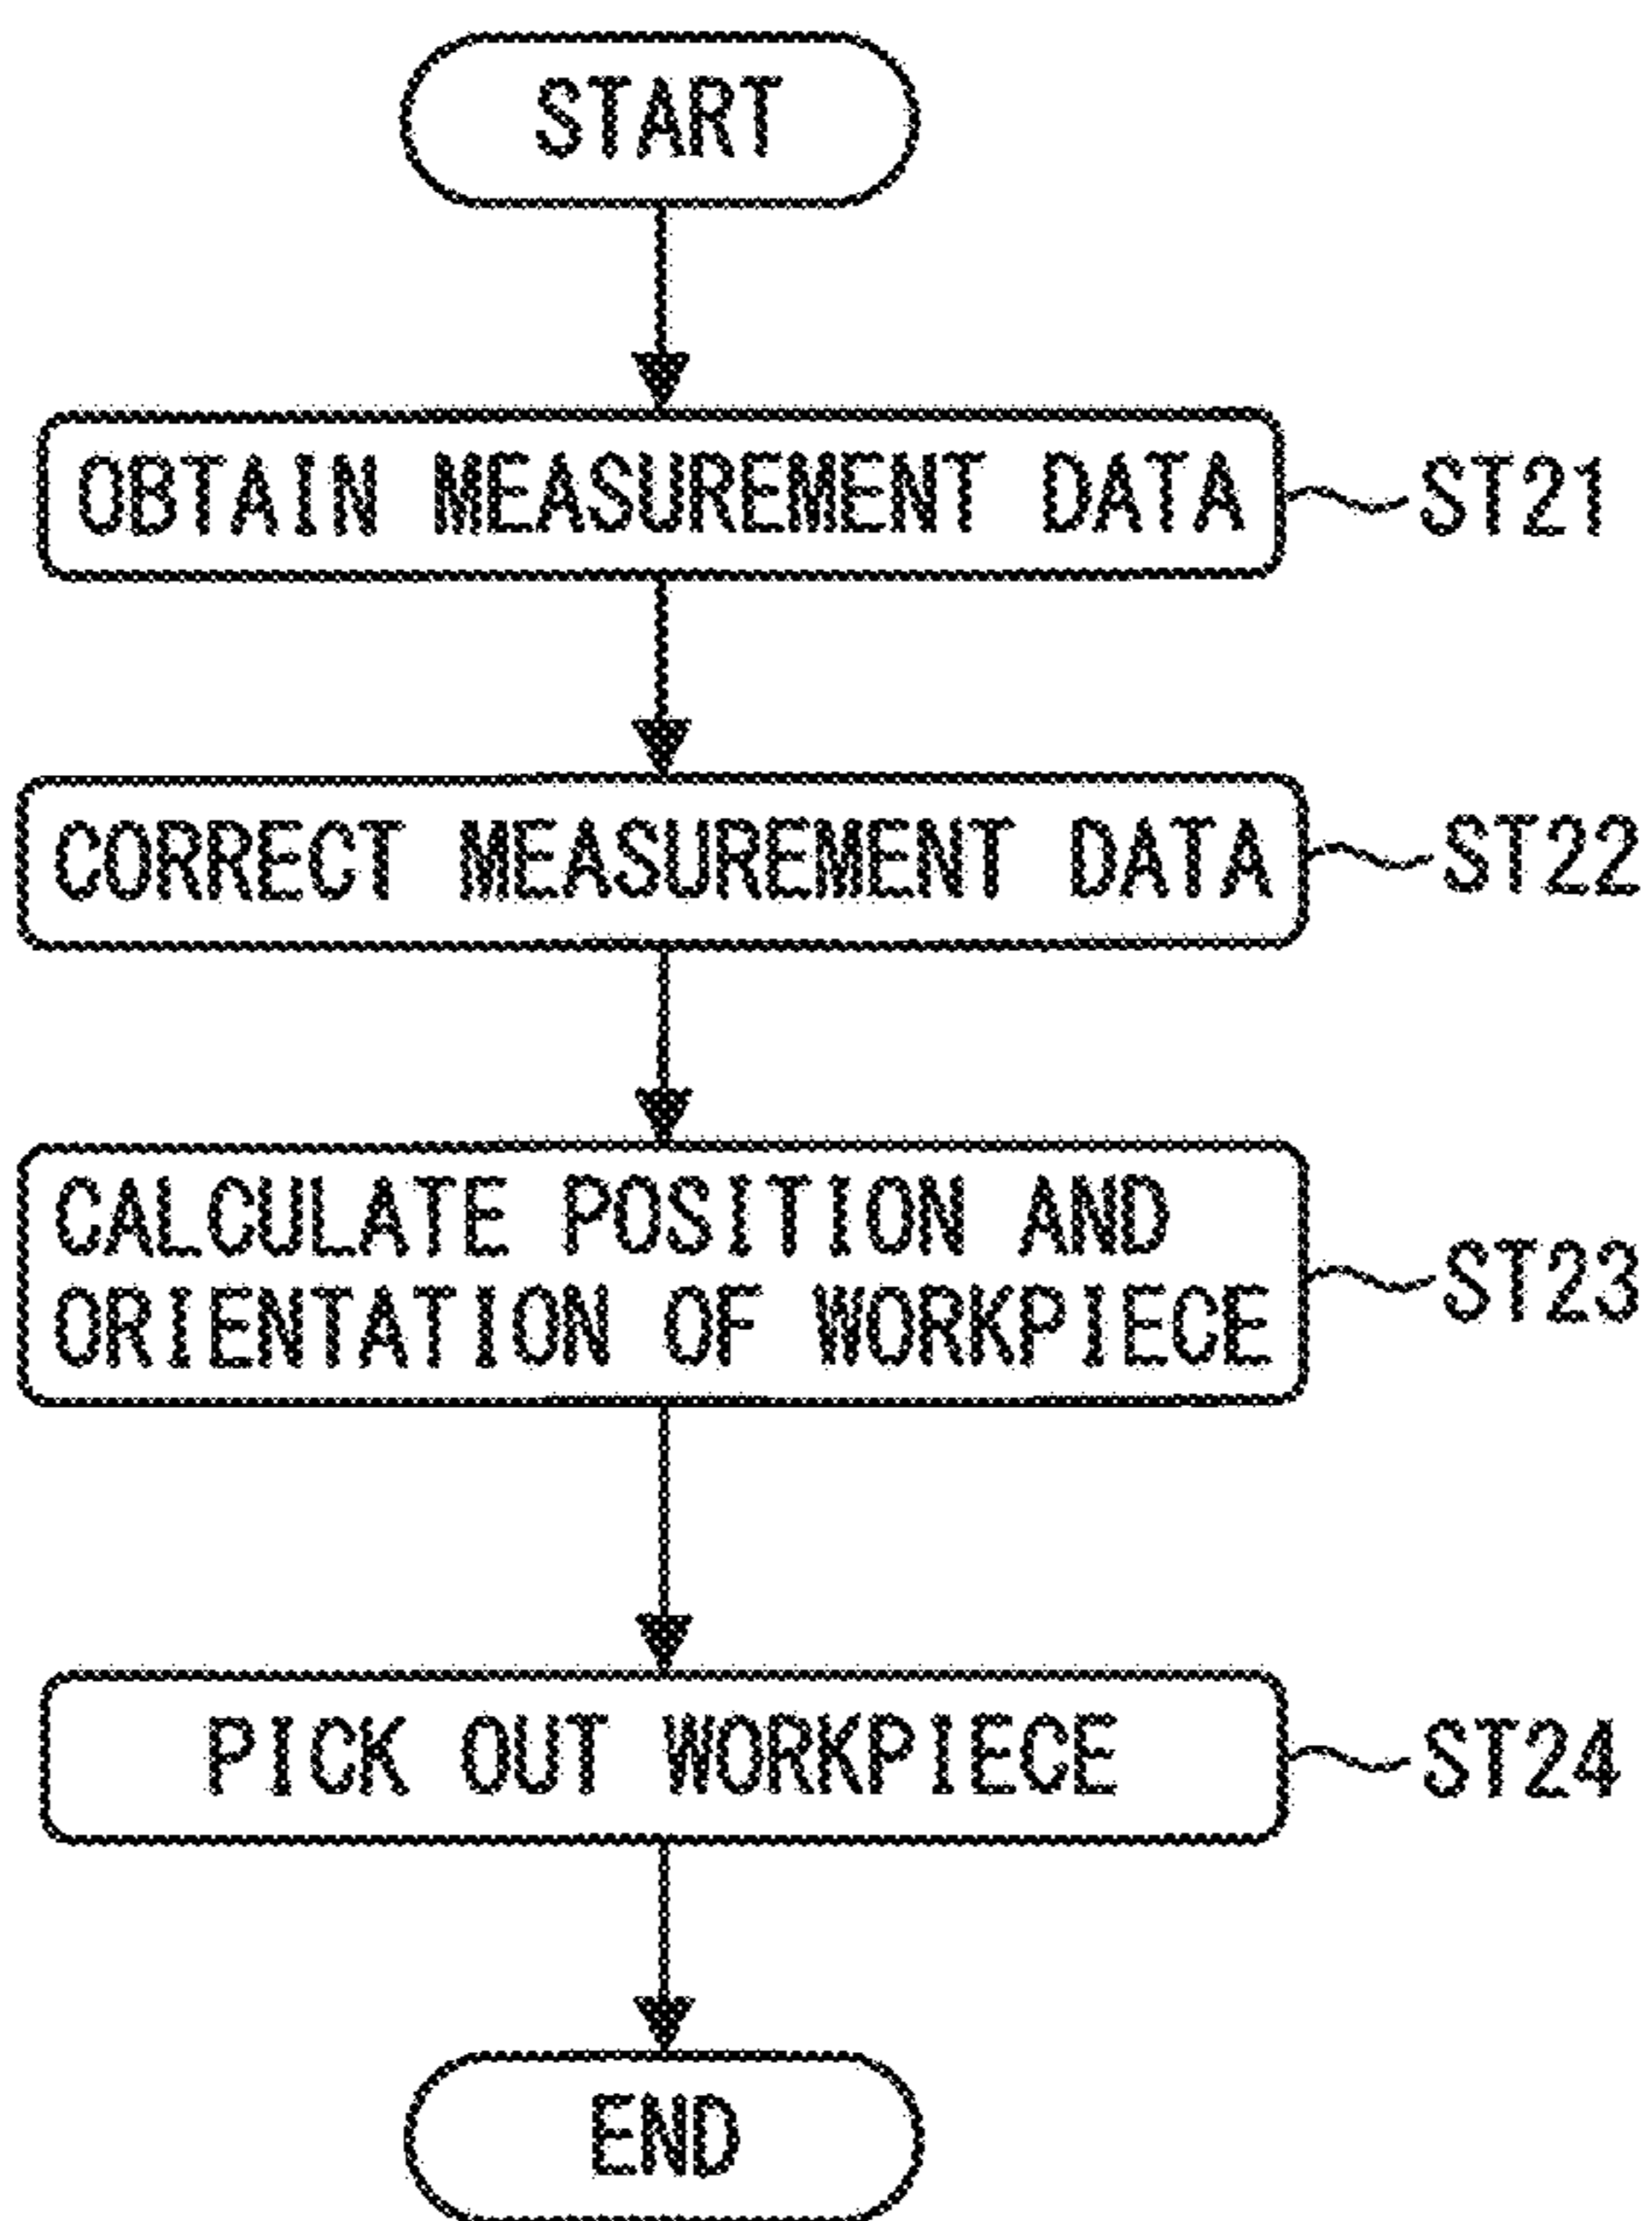 START
OBTAIN MEASUREMENT DATA
ST21
CORRECT MEASUREMENT DATA
ST22
CALCULATE POSITION AND
ORIENTATION OF WORKPIECE
ST23
PICK OUT WORKPIECE
ST24
END